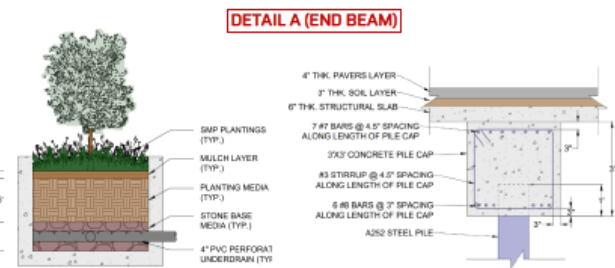 DETAIL A (END BEAM)
SMP PLANTINGS
(TYP.)
MULCH LAYER
(TYP.)
PLANTING MEDIA
(TYP.)
STONE BASE
MEDIA (TYP.)
4" PVC PERFORAT
UNDERDRAIN (TYP
4" THK. PAVERS LAYER
3" THK. SOIL LAYER
6" THK. STRUCTURAL SLAB
7 #7 BARS @ 4.5" SPACING
ALONG LENGTH OF PILE CAP
3'X3' CONCRETE PILE CAP
#3 STIRRUP @ 4.5" SPACING
ALONG LENGTH OF PILE CAP
6 #8 BARS @ 3" SPACING
ALONG LENGTH OF PILE CAP
A252 STEEL PILE
3"
1'
3"